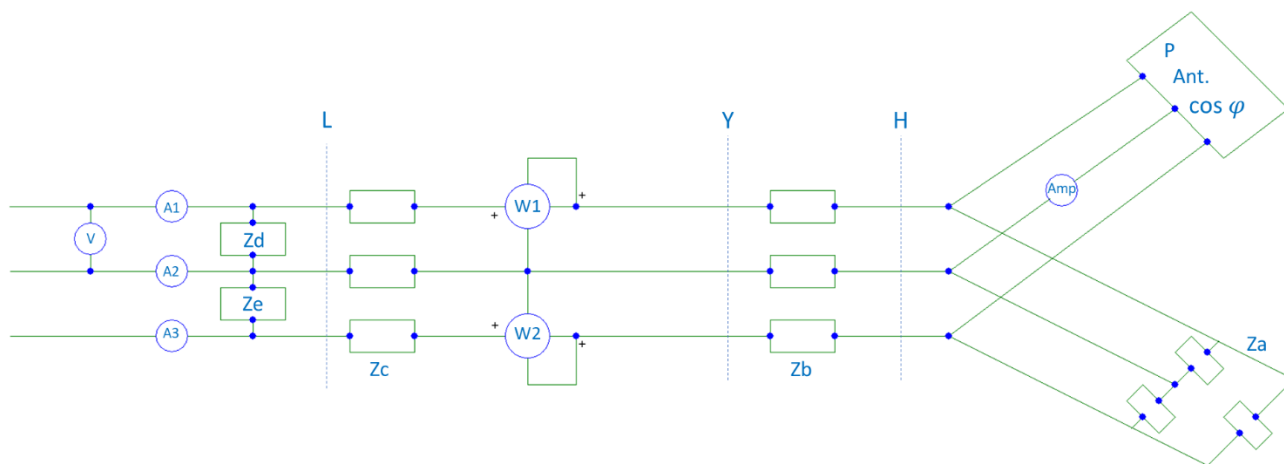 P
Ant.
cos φ
L
Y
H
Amp
A1
+
W1
+
V
Zd
A2
Ze
A3
+
W2
+
Za
Zc
Zb